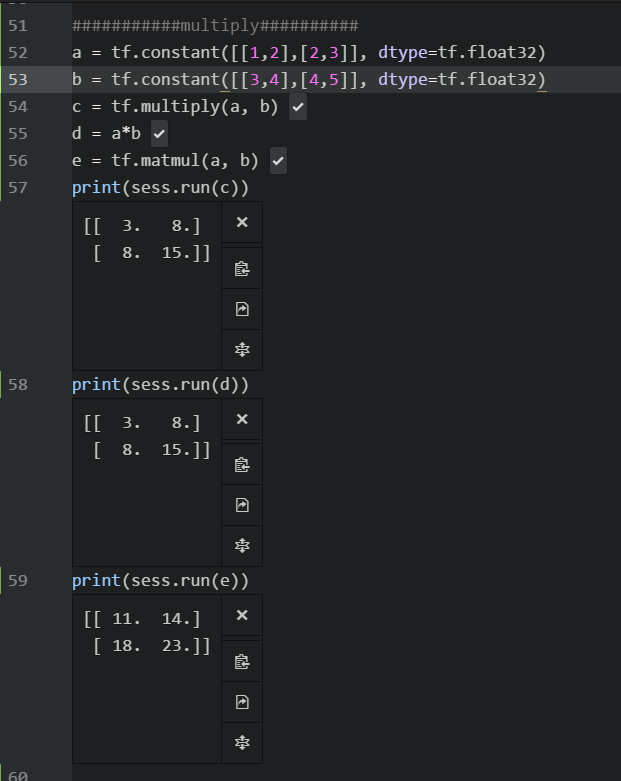 51 ###########multiply##########
52 a = tf.constant([[1,2],[2,3]], dtype=tf.float32)
53 b = tf.constant([[3,4],[4,5]], dtype=tf.float32)
54 c = tf.multiply(a, b)
55 d = a*b
56 e = tf.matmul(a, b)
57 print(sess.run(c))
[[  3.   8.]
 [  8.  15.]]
58 print(sess.run(d))
[[  3.   8.]
 [  8.  15.]]
59 print(sess.run(e))
[[ 11.  14.]
 [ 18.  23.]]
60